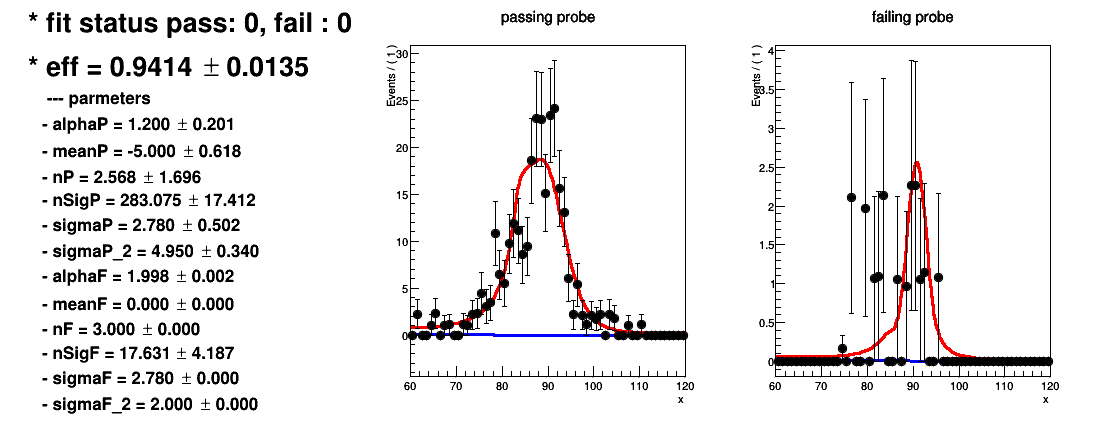 * fit status pass: 0, fail : 0
* eff = 0.9414 ± 0.0135
--- parmeters
- alphaP = 1.200 ± 0.201
- meanP = -5.000 ± 0.618
- nP = 2.568 ± 1.696
- nSigP = 283.075 ± 17.412
- sigmaP = 2.780 ± 0.502
- sigmaP_2 = 4.950 ± 0.340
- alphaF = 1.998 ± 0.002
- meanF = 0.000 ± 0.000
- nF = 3.000 ± 0.000
- nSigF = 17.631 ± 4.187
- sigmaF = 2.780 ± 0.000
- sigmaF_2 = 2.000 ± 0.000
passing probe
Events / ( 1 )
30
25
20
15
10
5
0
60 70 80 90 100 110 120
x
failing probe
Events / ( 1 )
4
3.5
3
2.5
2
1.5
1
0.5
0
60 70 80 90 100 110 120
x